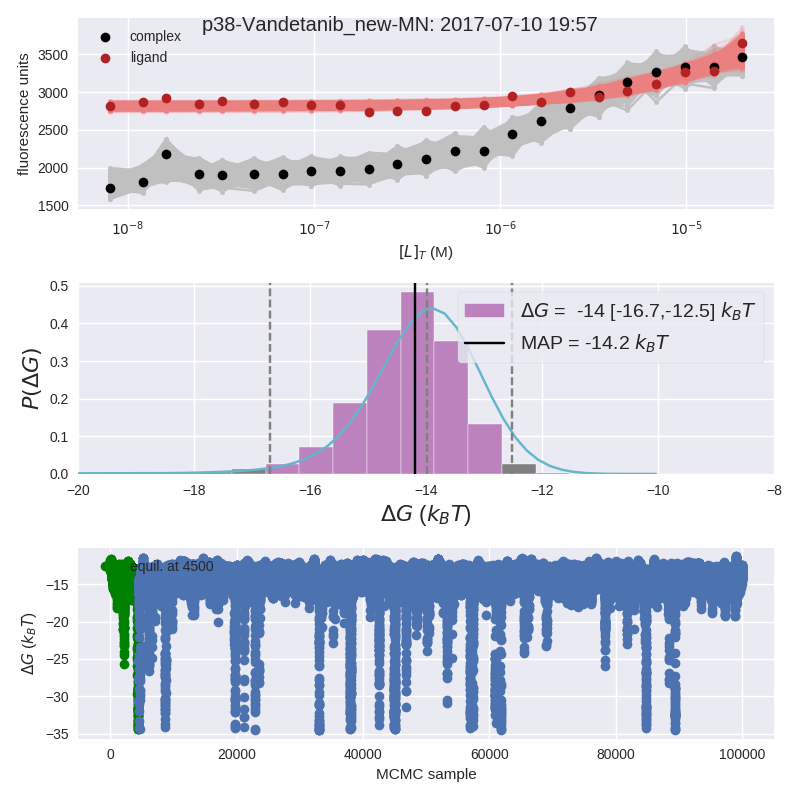 p38-Vandetanib_new-MN: 2017-07-10 19:57
complex
ligand
fluorescence units
3500
3000
2500
2000
1500
10⁻⁸
10⁻⁷
10⁻⁶
10⁻⁵
[L]_T (M)
ΔG = -14 [-16.7,-12.5] k_BT
MAP = -14.2 k_BT
P(ΔG)
0.5
0.4
0.3
0.2
0.1
0.0
−20
−18
−16
−14
−12
−10
−8
ΔG (k_BT)
equil. at 4500
ΔG (k_BT)
−15
−20
−25
−30
−35
0
20000
40000
60000
80000
100000
MCMC sample